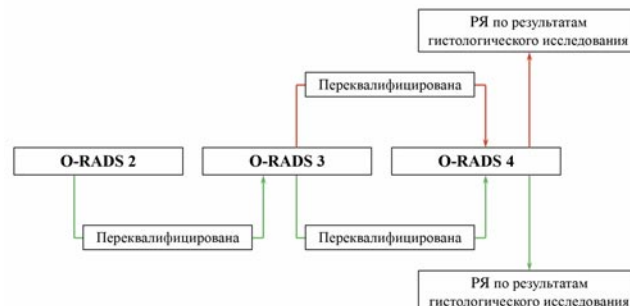 РЯ по результатам
гистологического исследования
Переквалифицирована
O-RADS 2
O-RADS 3
O-RADS 4
Переквалифицирована
Переквалифицирована
РЯ по результатам
гистологического исследования